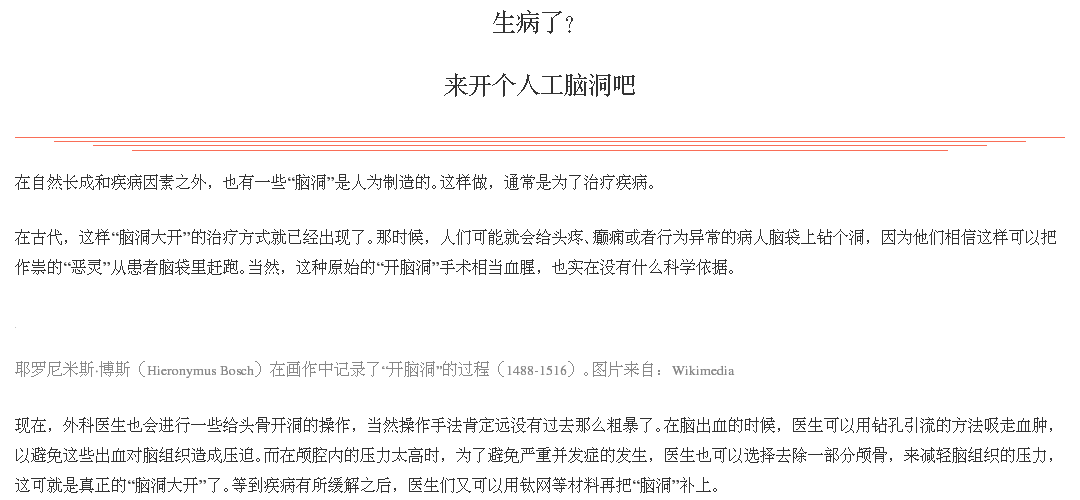 生病了?
来开个人工脑洞吧
在自然长成和疾病因素之外，也有一些“脑洞”是人为制造的。这样做，通常是为了治疗疾病。
在古代，这样“脑洞大开”的治疗方式就已经出现了。那时候，人们可能就会给头疼、癫痫或者行为异常的病人脑袋上钻个洞，因为他们相信这样可以把
作祟的“恶灵”从患者脑袋里赶跑。当然，这种原始的“开脑洞”手术相当血腥，也实在没有什么科学依据。
耶罗尼米斯·博斯（Hieronymus Bosch）在画作中记录了“开脑洞”的过程（1488-1516）。图片来自：Wikimedia
现在，外科医生也会进行一些给头骨开洞的操作，当然操作手法肯定远没有过去那么粗暴了。在脑出血的时候，医生可以用钻孔引流的方法吸走血肿，
以避免这些出血对脑组织造成压迫。而在颅腔内的压力太高时，为了避免严重并发症的发生，医生也可以选择去除一部分颅骨，来减轻脑组织的压力，
这可就是真正的“脑洞大开”了。等到疾病有所缓解之后，医生们又可以用钛网等材料再把“脑洞”补上。